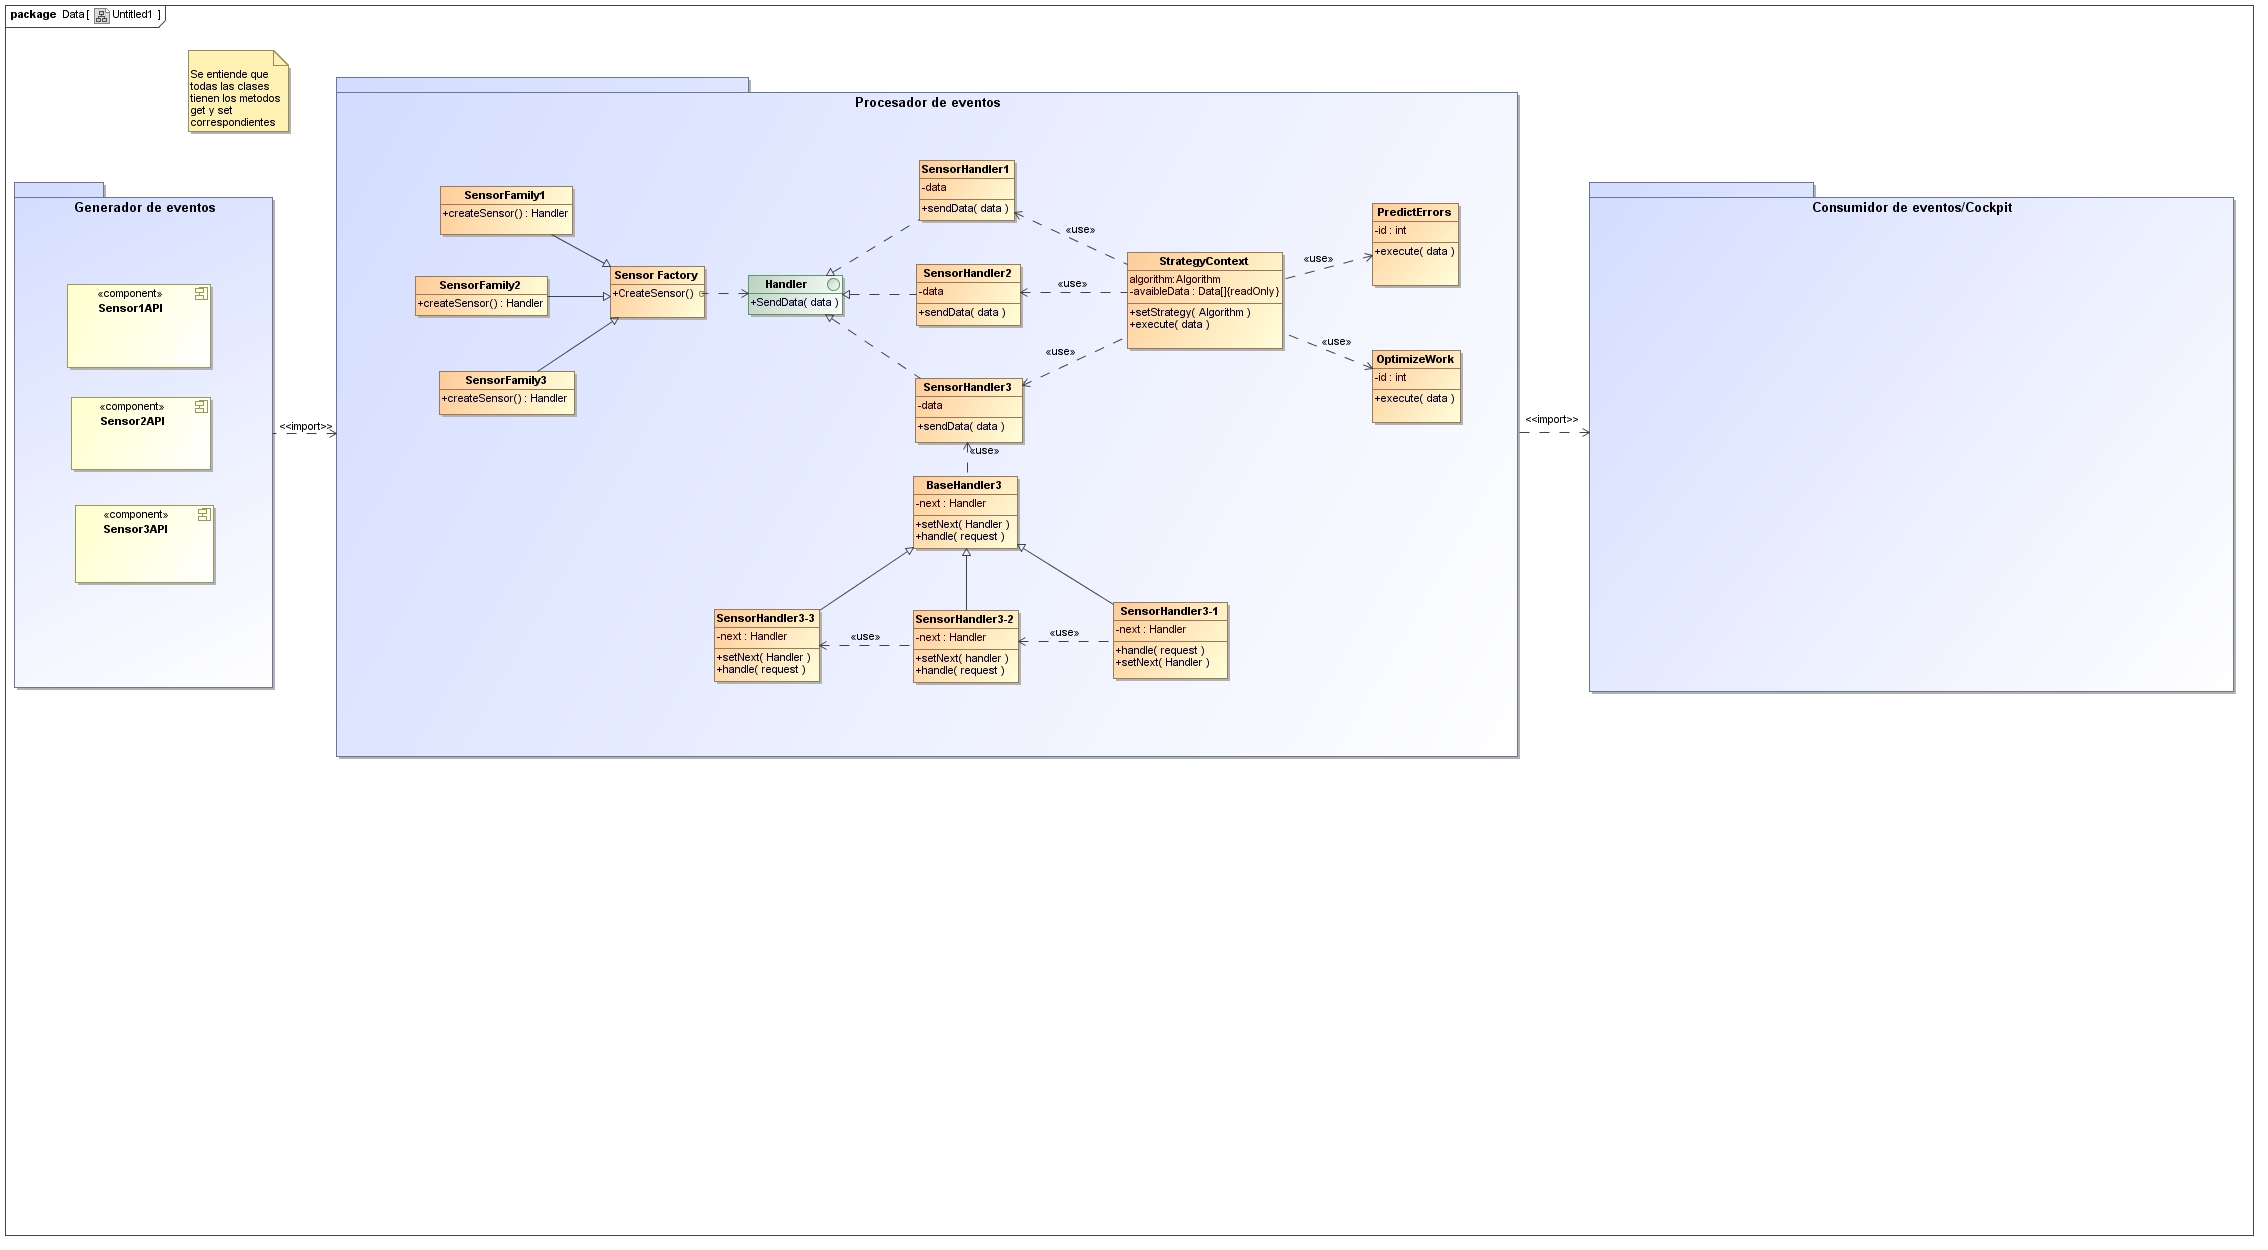 package Data [ Untitled1 ]
Se entiende que
todas las clases
tienen los metodos
get y set
correspondientes
Generador de eventos
«component»
Sensor1API
«component»
Sensor2API
«component»
Sensor3API
<<import>>
Procesador de eventos
SensorFamily1
+createSensor() : Handler
SensorFamily2
+createSensor() : Handler
SensorFamily3
+createSensor() : Handler
Sensor Factory
+CreateSensor()
Handler
+SendData( data )
SensorHandler1
-data
+sendData( data )
SensorHandler2
-data
+sendData( data )
SensorHandler3
-data
+sendData( data )
«use»
«use»
«use»
StrategyContext
algorithm:Algorithm
-avaibleData : Data[]{readOnly}
+setStrategy( Algorithm )
+execute( data )
«use»
«use»
PredictErrors
-id : int
+execute( data )
OptimizeWork
-id : int
+execute( data )
«use»
BaseHandler3
-next : Handler
+setNext( Handler )
+handle( request )
SensorHandler3-3
-next : Handler
+setNext( Handler )
+handle( request )
«use»
SensorHandler3-2
-next : Handler
+setNext( handler )
+handle( request )
«use»
SensorHandler3-1
-next : Handler
+handle( request )
+setNext( Handler )
<<import>>
Consumidor de eventos/Cockpit